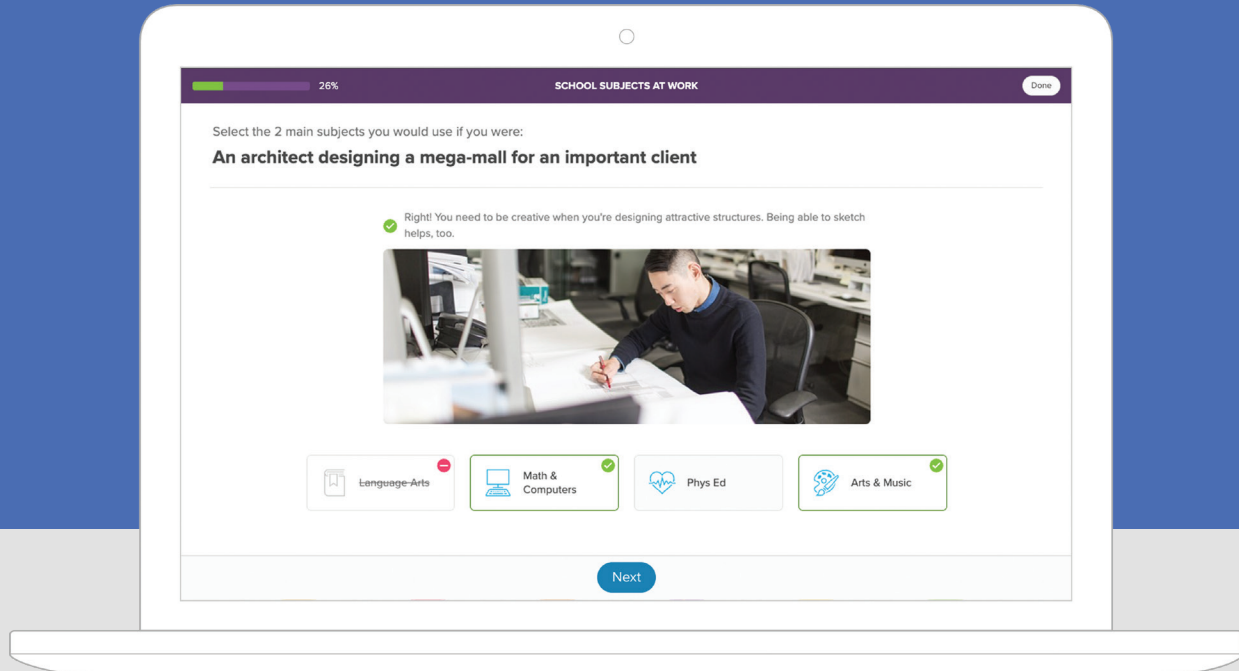 26%
SCHOOL SUBJECTS AT WORK
Done
Select the 2 main subjects you would use if you were:
An architect designing a mega-mall for an important client
Right! You need to be creative when you're designing attractive structures. Being able to sketch
helps, too.
Language Arts
Math &
Computers
Phys Ed
Arts & Music
Next